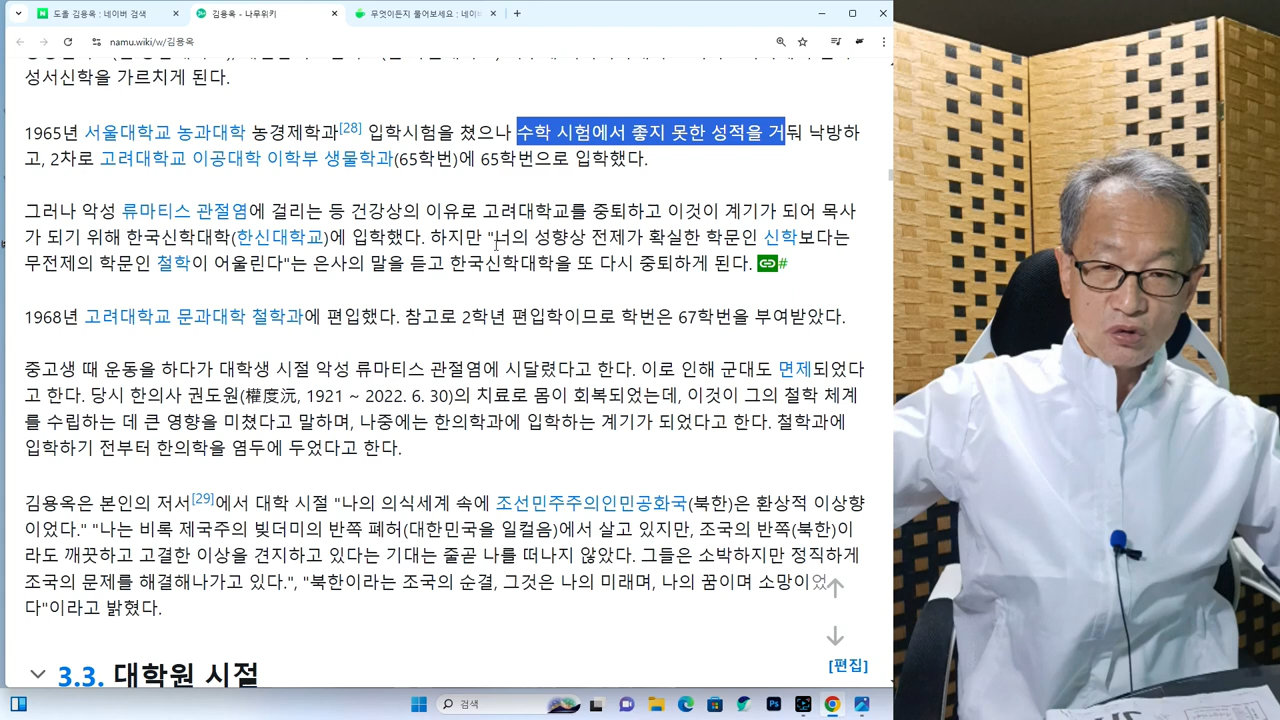 도올 김용옥 : 네이버 검색
김용옥 - 나무위키
무엇이든지 물어보세요 : 네이버
namu.wiki/w/김용옥
성서신학을 가르치게 된다.
1965년 서울대학교 농과대학 농경제학과[28] 입학시험을 쳤으나 수학 시험에서 좋지 못한 성적을 거둬 낙방하
고, 2차로 고려대학교 이공대학 이학부 생물학과(65학번)에 65학번으로 입학했다.
그러나 악성 류마티스 관절염에 걸리는 등 건강상의 이유로 고려대학교를 중퇴하고 이것이 계기가 되어 목사
가 되기 위해 한국신학대학(한신대학교)에 입학했다. 하지만 "너의 성향상 전제가 확실한 학문인 신학보다는
무전제의 학문인 철학이 어울린다"는 은사의 말을 듣고 한국신학대학을 또 다시 중퇴하게 된다. #
1968년 고려대학교 문과대학 철학과에 편입했다. 참고로 2학년 편입학이므로 학번은 67학번을 부여받았다.
중고생 때 운동을 하다가 대학생 시절 악성 류마티스 관절염에 시달렸다고 한다. 이로 인해 군대도 면제되었다
고 한다. 당시 한의사 권도원(權度沅, 1921 ~ 2022. 6. 30)의 치료로 몸이 회복되었는데, 이것이 그의 철학 체계
를 수립하는 데 큰 영향을 미쳤다고 말하며, 나중에는 한의학과에 입학하는 계기가 되었다고 한다. 철학과에
입학하기 전부터 한의학을 염두에 두었다고 한다.
김용옥은 본인의 저서[29]에서 대학 시절 "나의 의식세계 속에 조선민주주의인민공화국(북한)은 환상적 이상향
이었다." "나는 비록 제국주의 빚더미의 반쪽 폐허(대한민국을 일컬음)에서 살고 있지만, 조국의 반쪽(북한)이
라도 깨끗하고 고결한 이상을 견지하고 있다는 기대는 줄곧 나를 떠나지 않았다. 그들은 소박하지만 정직하게
조국의 문제를 해결해나가고 있다.", "북한이라는 조국의 순결, 그것은 나의 미래며, 나의 꿈이며 소망이었
다"이라고 밝혔다.
[편집]
3.3. 대학원 시절
검색